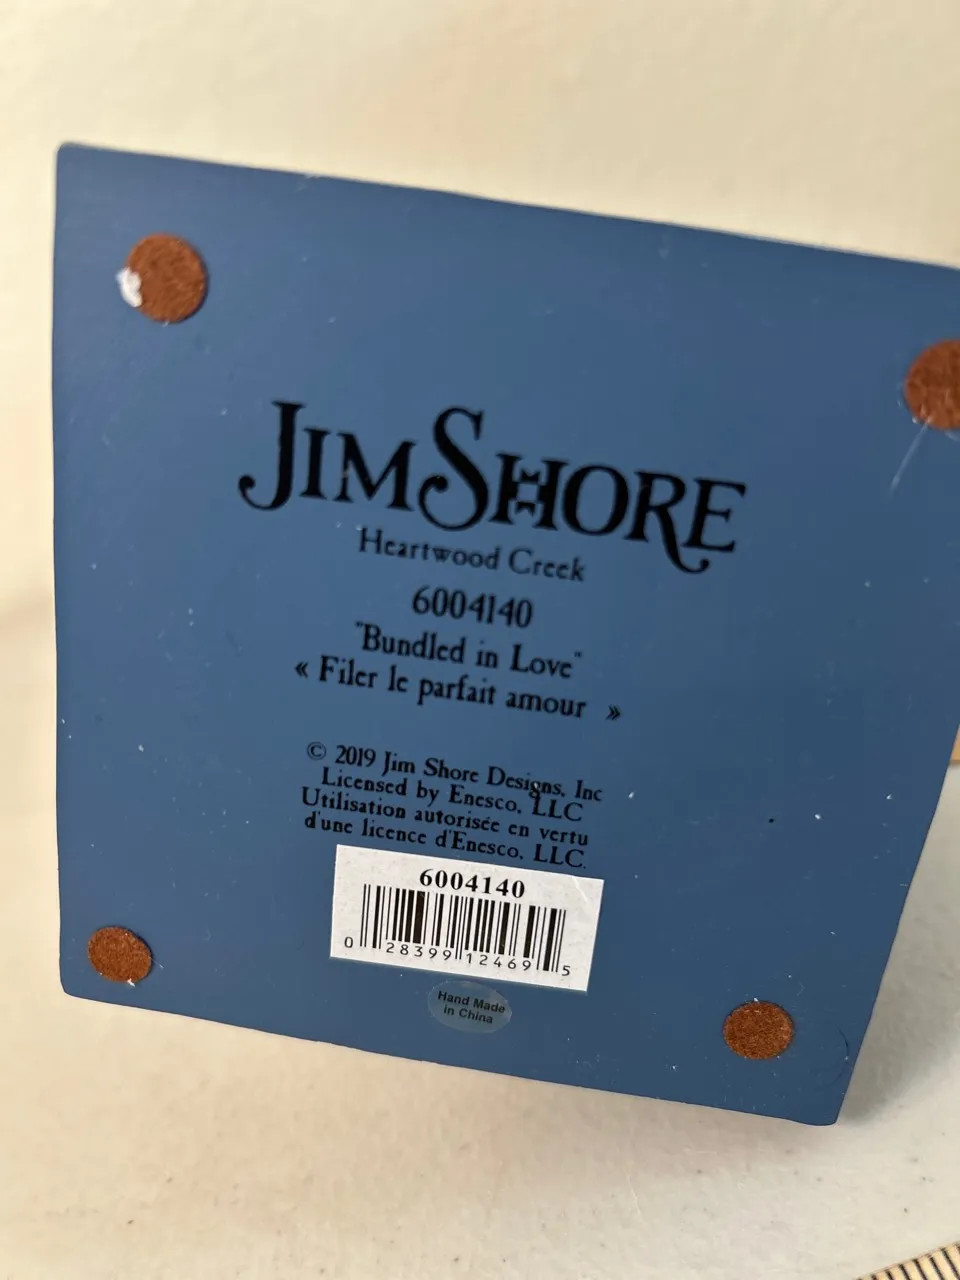 JIM SHORE
Heartwood Creek
6004140
"Bundled in Love"
« Filer le parfait amour »
© 2019 Jim Shore Designs, Inc
Licensed by Enesco, LLC
Utilisation autorisée en vertu
d'une licence d'Enesco, LLC.
6004140
0 28399 12469 5
Hand Made
in China